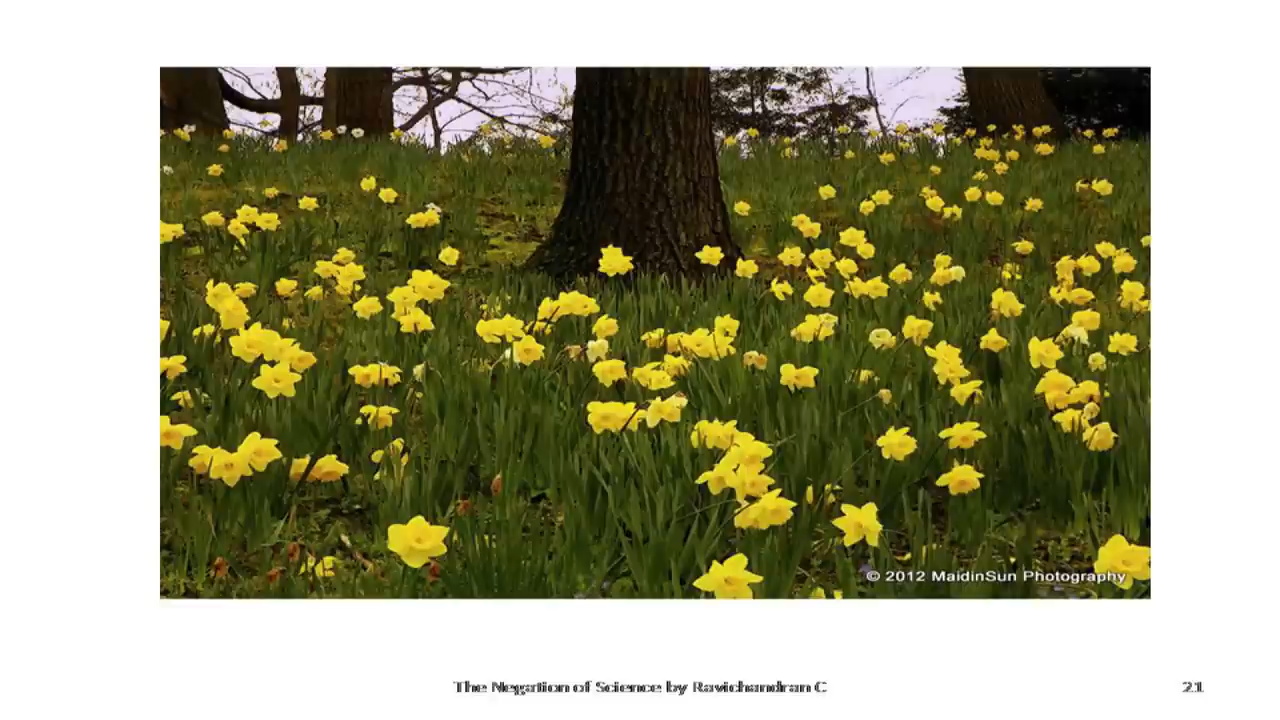 © 2012 MaidinSun Photography
The Negation of Science by Ravichandran C
21